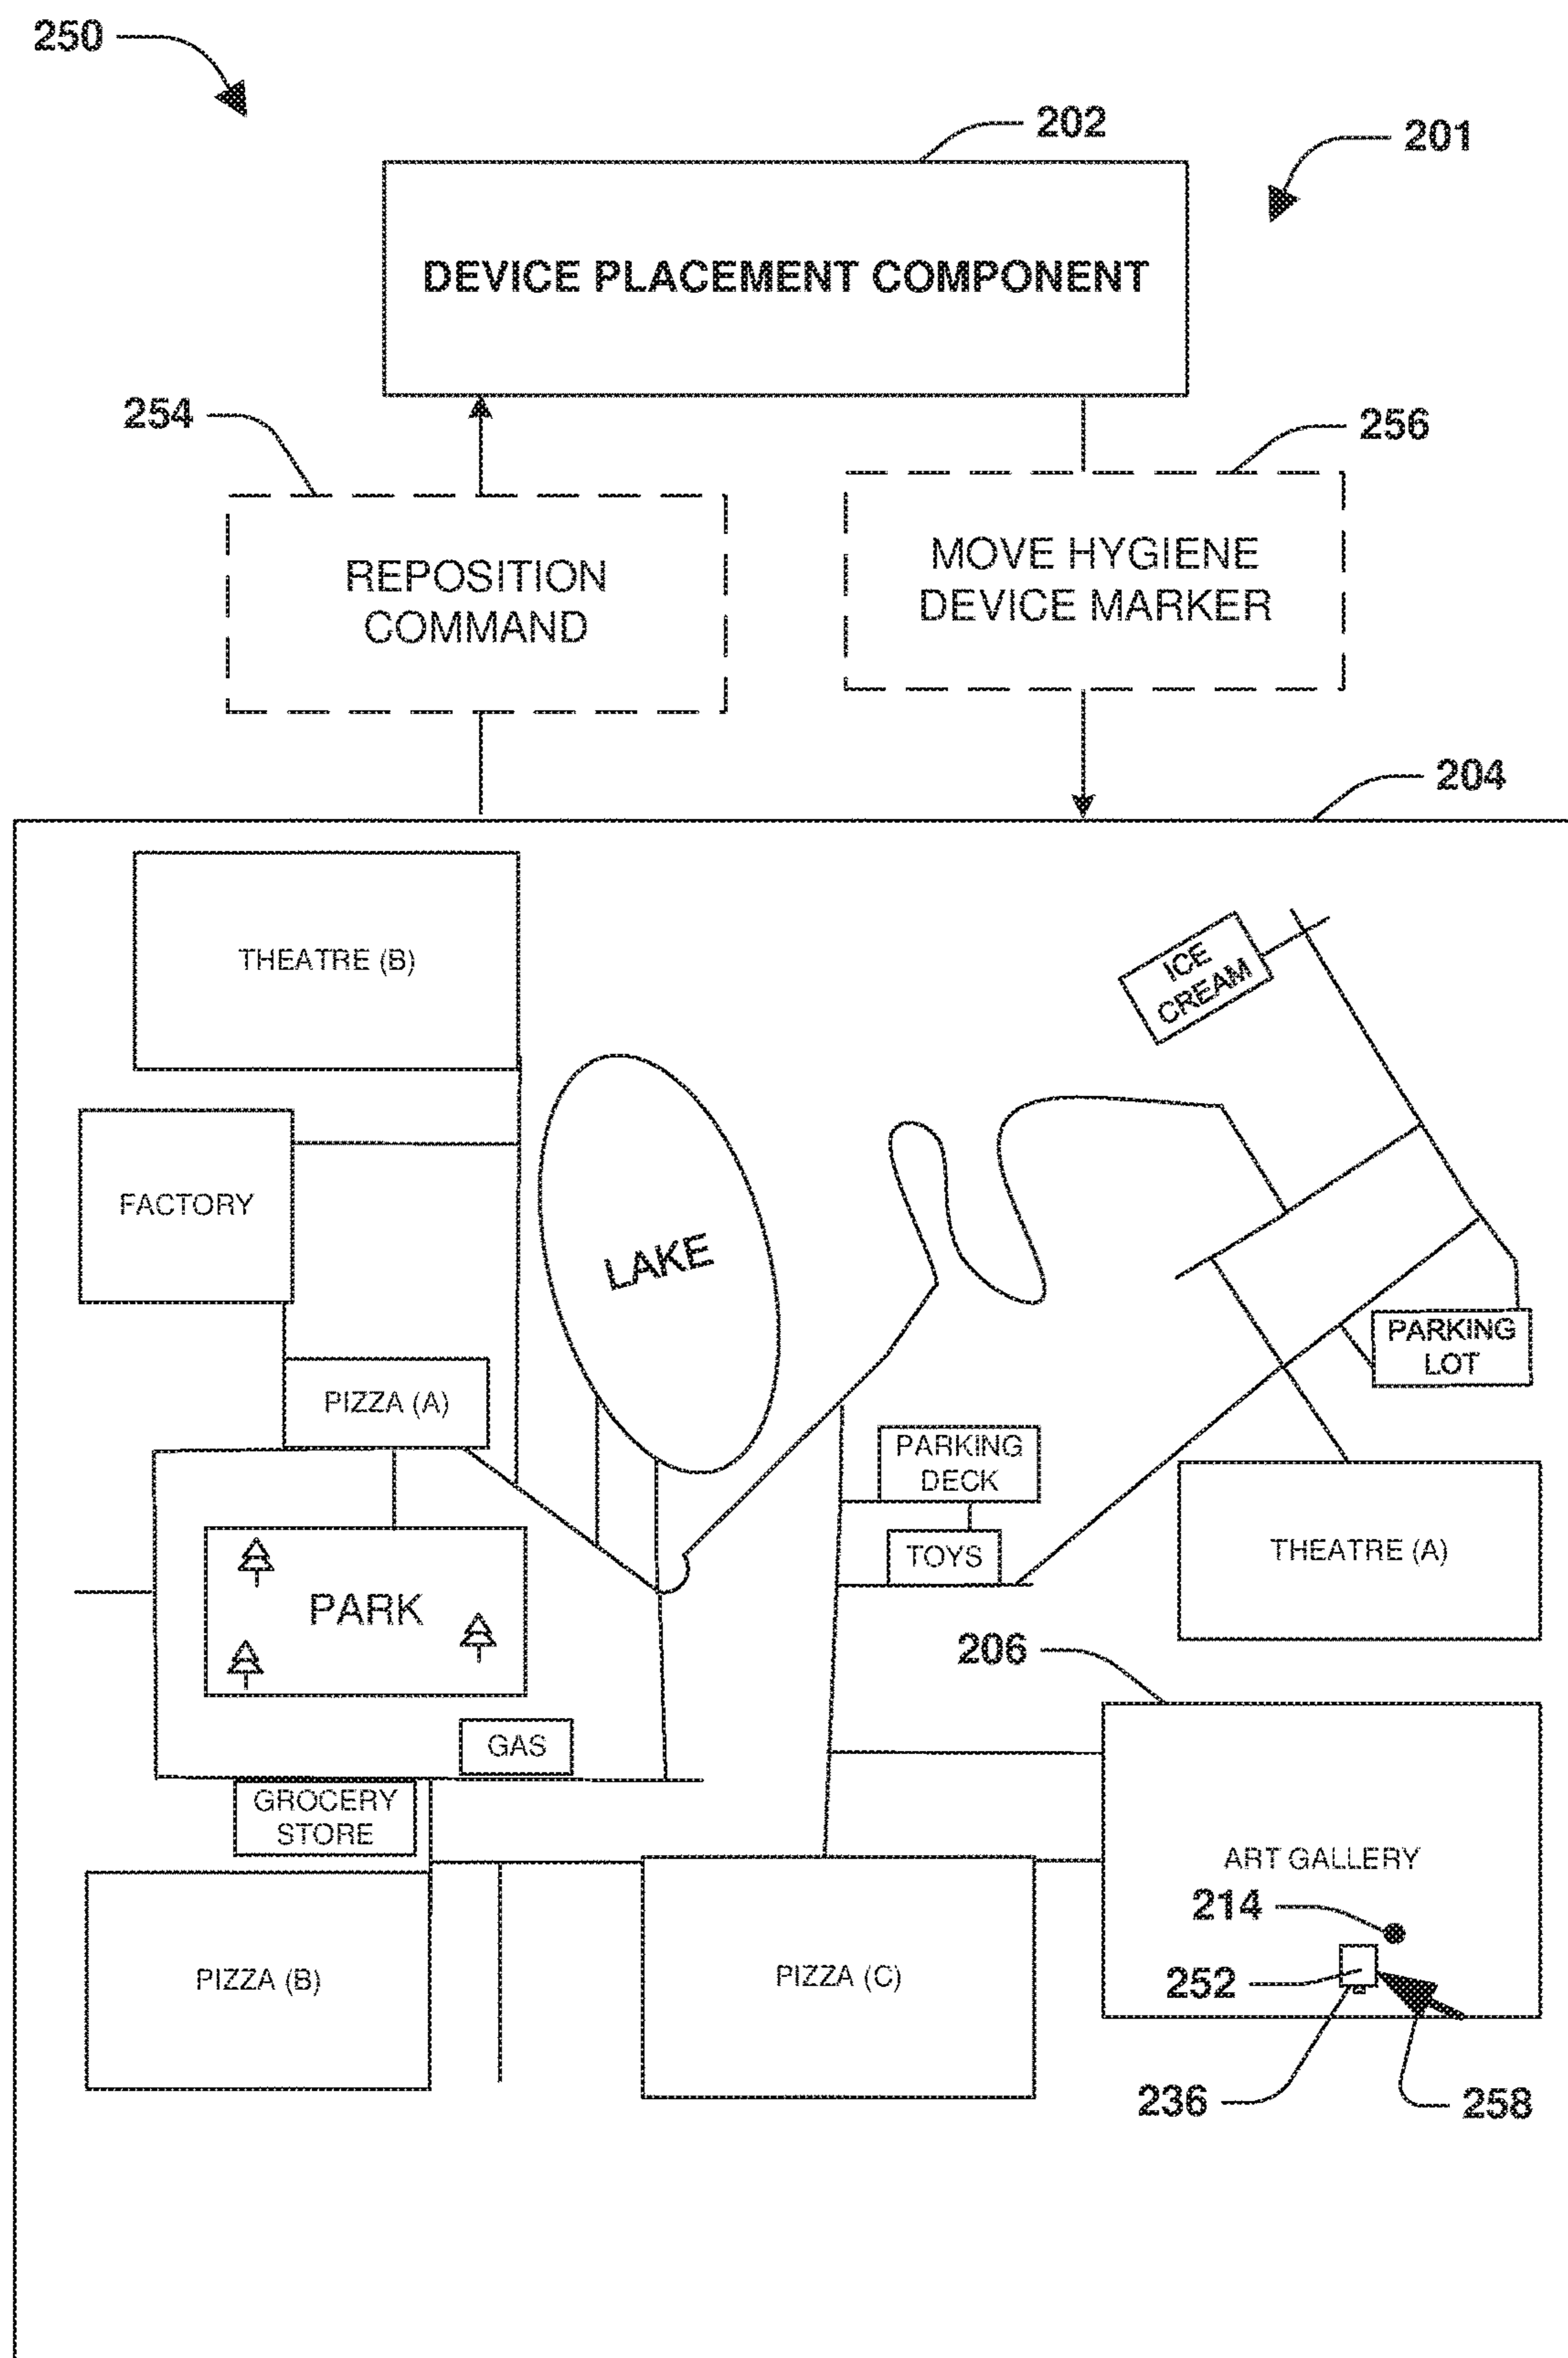 250
202
201
DEVICE PLACEMENT COMPONENT
254
256
REPOSITION
COMMAND
MOVE HYGIENE
DEVICE MARKER
204
THEATRE (B)
ICE
CREAM
FACTORY
LAKE
PARKING
LOT
PIZZA (A)
PARKING
DECK
TOYS
THEATRE (A)
PARK
206
GAS
GROCERY
STORE
ART GALLERY
214
PIZZA (B)
PIZZA (C)
252
236
258